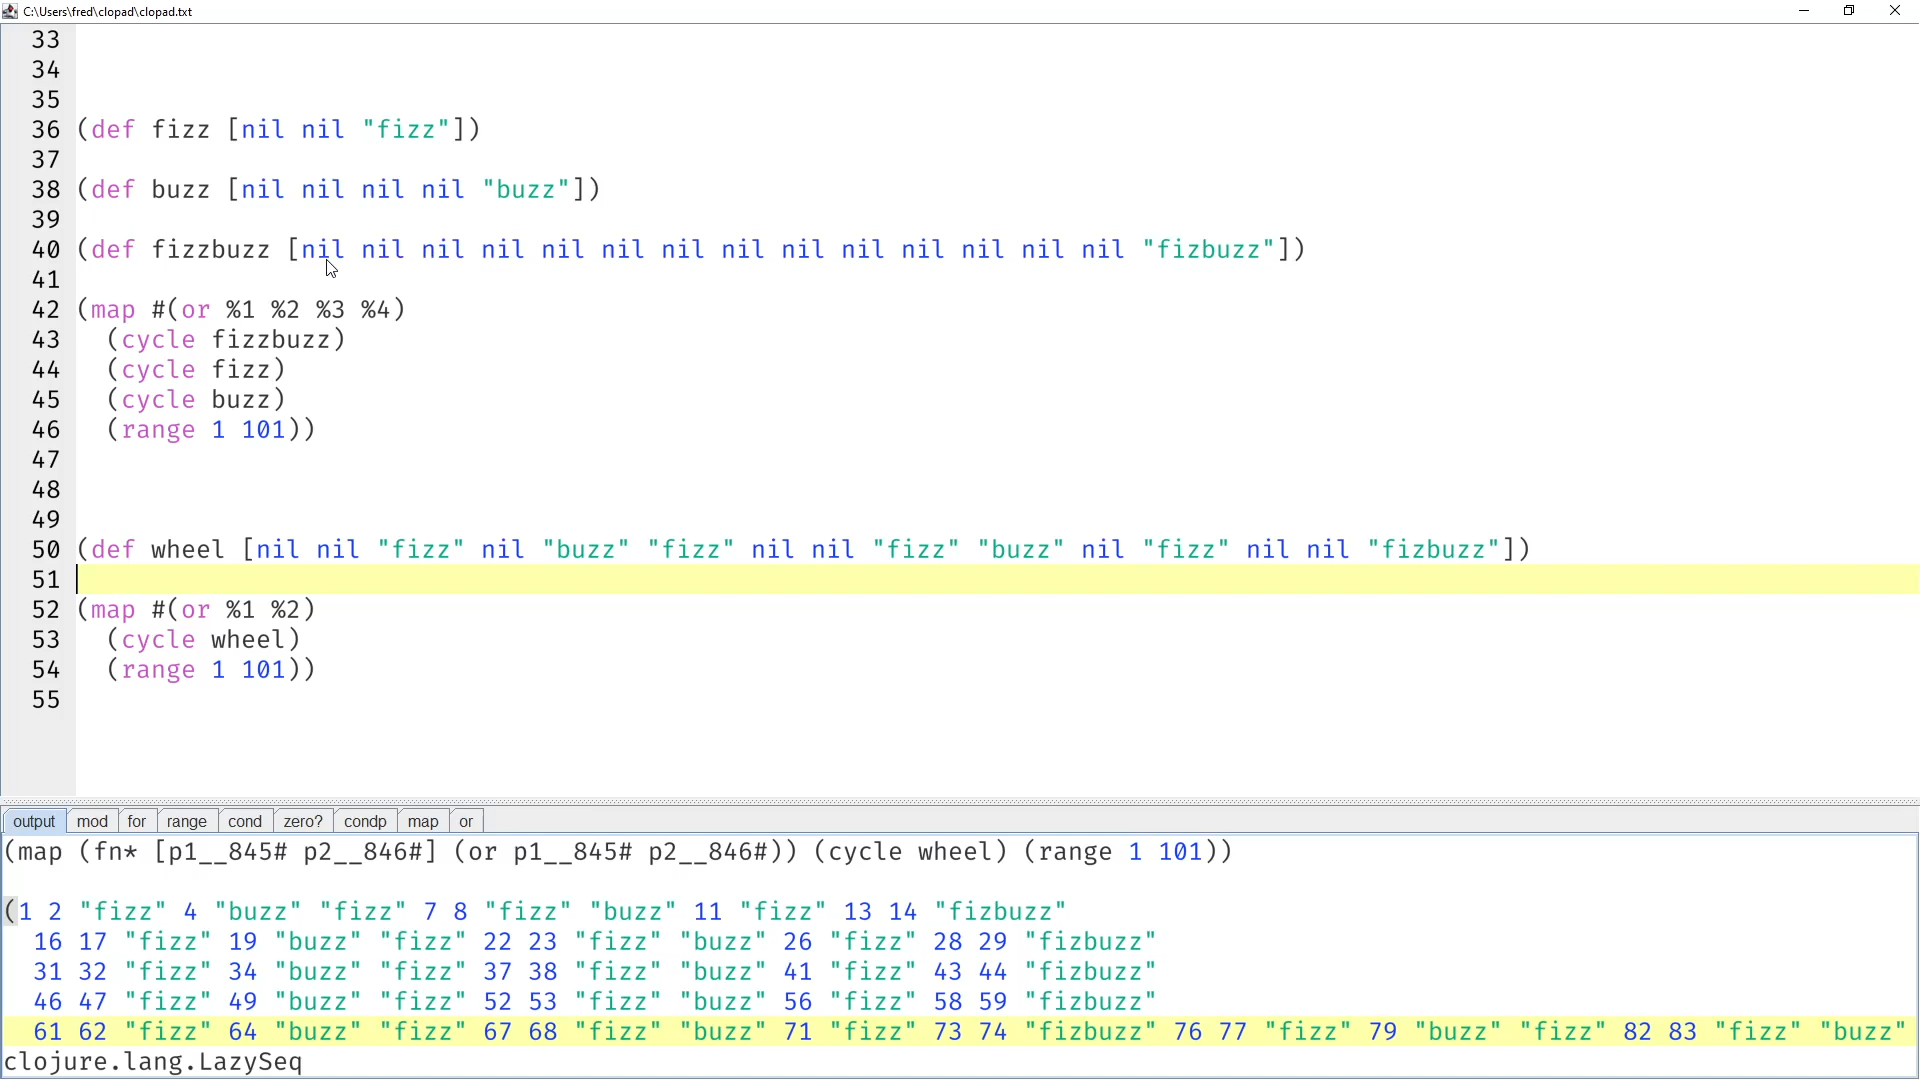 C:\Users\fred\clopad\clopad.txt
33
34
35
36 (def fizz [nil nil "fizz"])
37
38 (def buzz [nil nil nil nil "buzz"])
39
40 (def fizzbuzz [nil nil nil nil nil nil nil nil nil nil nil nil nil nil "fizbuzz"])
41
42 (map #(or %1 %2 %3 %4)
43   (cycle fizzbuzz)
44   (cycle fizz)
45   (cycle buzz)
46   (range 1 101))
47
48
49
50 (def wheel [nil nil "fizz" nil "buzz" "fizz" nil nil "fizz" "buzz" nil "fizz" nil nil "fizbuzz"])
51
52 (map #(or %1 %2)
53   (cycle wheel)
54   (range 1 101))
55
output mod for range cond zero? condp map or
(map (fn* [p1__845# p2__846#] (or p1__845# p2__846#)) (cycle wheel) (range 1 101))
(1 2 "fizz" 4 "buzz" "fizz" 7 8 "fizz" "buzz" 11 "fizz" 13 14 "fizbuzz"
16 17 "fizz" 19 "buzz" "fizz" 22 23 "fizz" "buzz" 26 "fizz" 28 29 "fizbuzz"
31 32 "fizz" 34 "buzz" "fizz" 37 38 "fizz" "buzz" 41 "fizz" 43 44 "fizbuzz"
46 47 "fizz" 49 "buzz" "fizz" 52 53 "fizz" "buzz" 56 "fizz" 58 59 "fizbuzz"
61 62 "fizz" 64 "buzz" "fizz" 67 68 "fizz" "buzz" 71 "fizz" 73 74 "fizbuzz" 76 77 "fizz" 79 "buzz" "fizz" 82 83 "fizz" "buzz"
clojure.lang.LazySeq